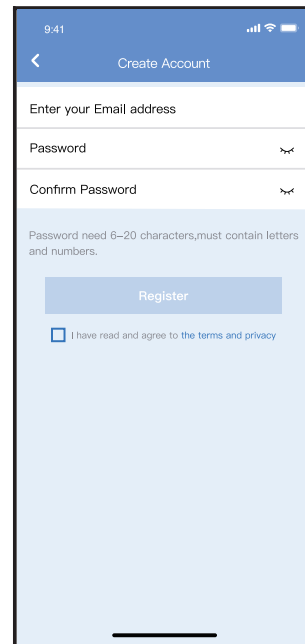 9:41
Create Account
Enter your Email address
Password
Confirm Password
Password need 6–20 characters,must contain letters
and numbers.
Register
I have read and agree to the terms and privacy